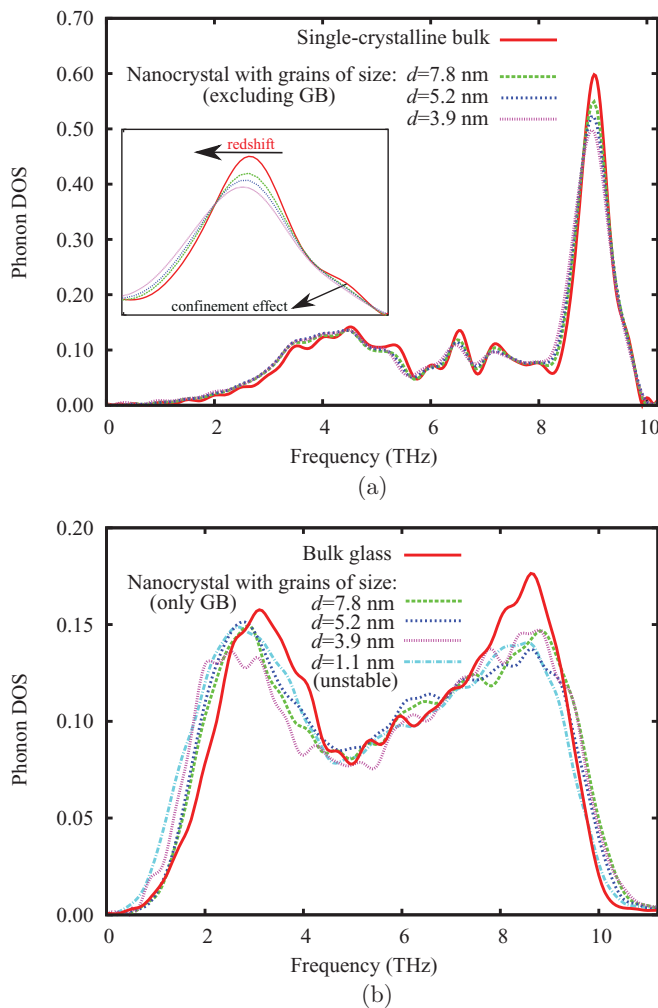 Single-crystalline bulk
Nanocrystal with grains of size:
(excluding GB)
d=7.8 nm
d=5.2 nm
d=3.9 nm
redshift
confinement effect
0.70
0.60
0.50
0.40
0.30
0.20
0.10
0.00
Phonon DOS
0 2 4 6 8 10
Frequency (THz)
(a)
Bulk glass
Nanocrystal with grains of size:
(only GB)
d=7.8 nm
d=5.2 nm
d=3.9 nm
d=1.1 nm
(unstable)
0.20
0.15
0.10
0.05
0.00
Phonon DOS
0 2 4 6 8 10
Frequency (THz)
(b)